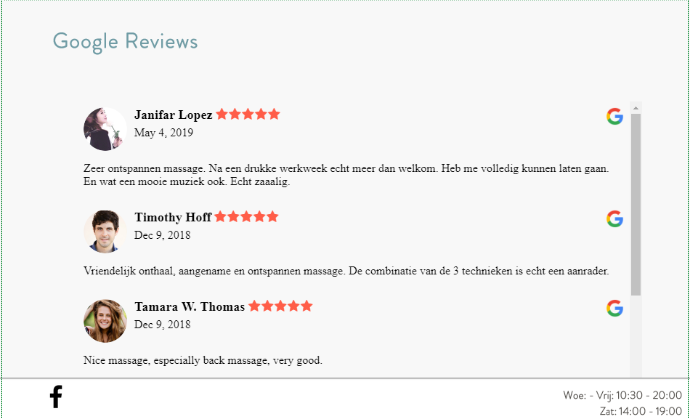 Google Reviews
Janifar Lopez
May 4, 2019
Zeer ontspannen massage. Na een drukke werkweek echt meer dan welkom. Heb me volledig kunnen laten gaan.
En wat een mooie muziek ook. Echt zaaalig.
Timothy Hoff
Dec 9, 2018
Vriendelijk onthaal, aangename en ontspannen massage. De combinatie van de 3 technieken is echt een aanrader.
Tamara W. Thomas
Dec 9, 2018
Nice massage, especially back massage, very good.
Woe: - Vrij: 10:30 - 20:00
Zat: 14:00 - 19:00